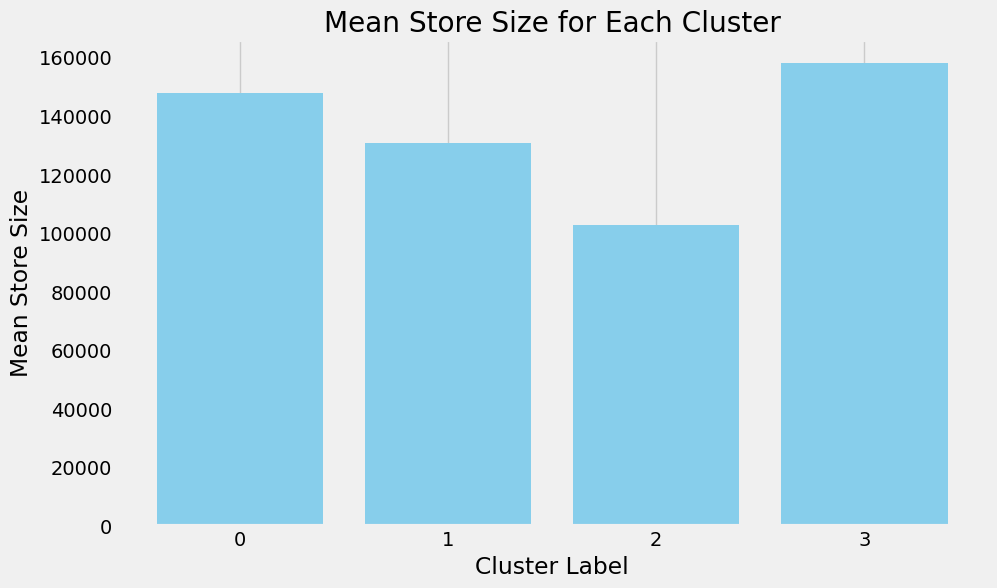 Mean Store Size for Each Cluster
160000
140000
120000
100000
80000
60000
40000
20000
0
Mean Store Size
0 1 2 3
Cluster Label